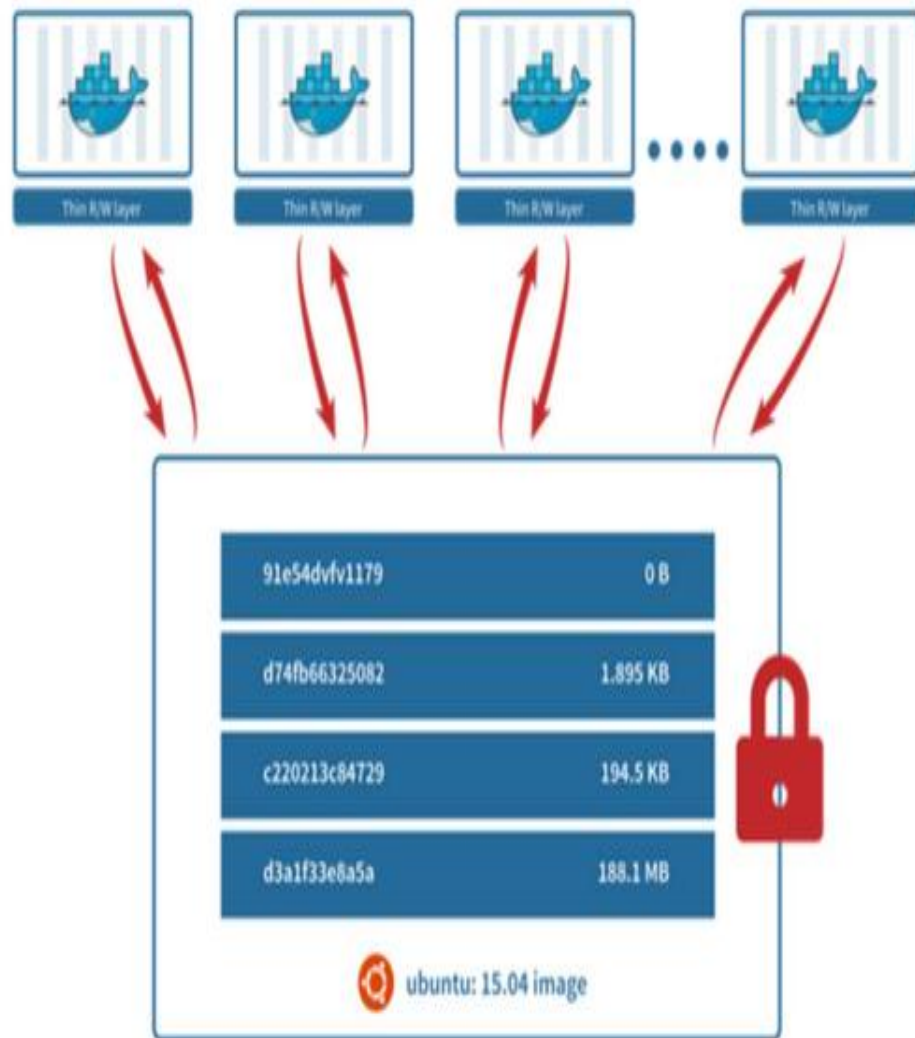 Thin R/W layer
Thin R/W layer
Thin R/W layer
Thin R/W layer
91e54dvfv1179 0 B
d74fb66325082 1.895 KB
c220213c84729 194.5 KB
d3a1f33e8a5a 188.1 MB
ubuntu: 15.04 image